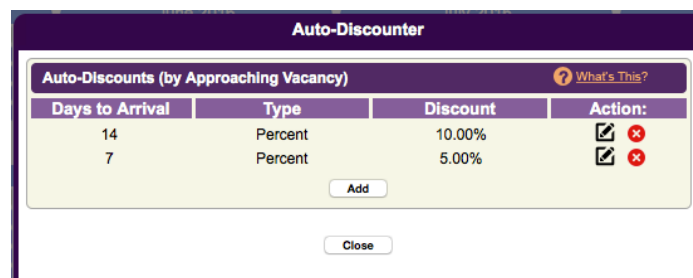 Auto-Discounter
Auto-Discounts (by Approaching Vacancy) ? What's This?
Days to Arrival Type Discount Action:
14 Percent 10.00%
7 Percent 5.00%
Add
Close